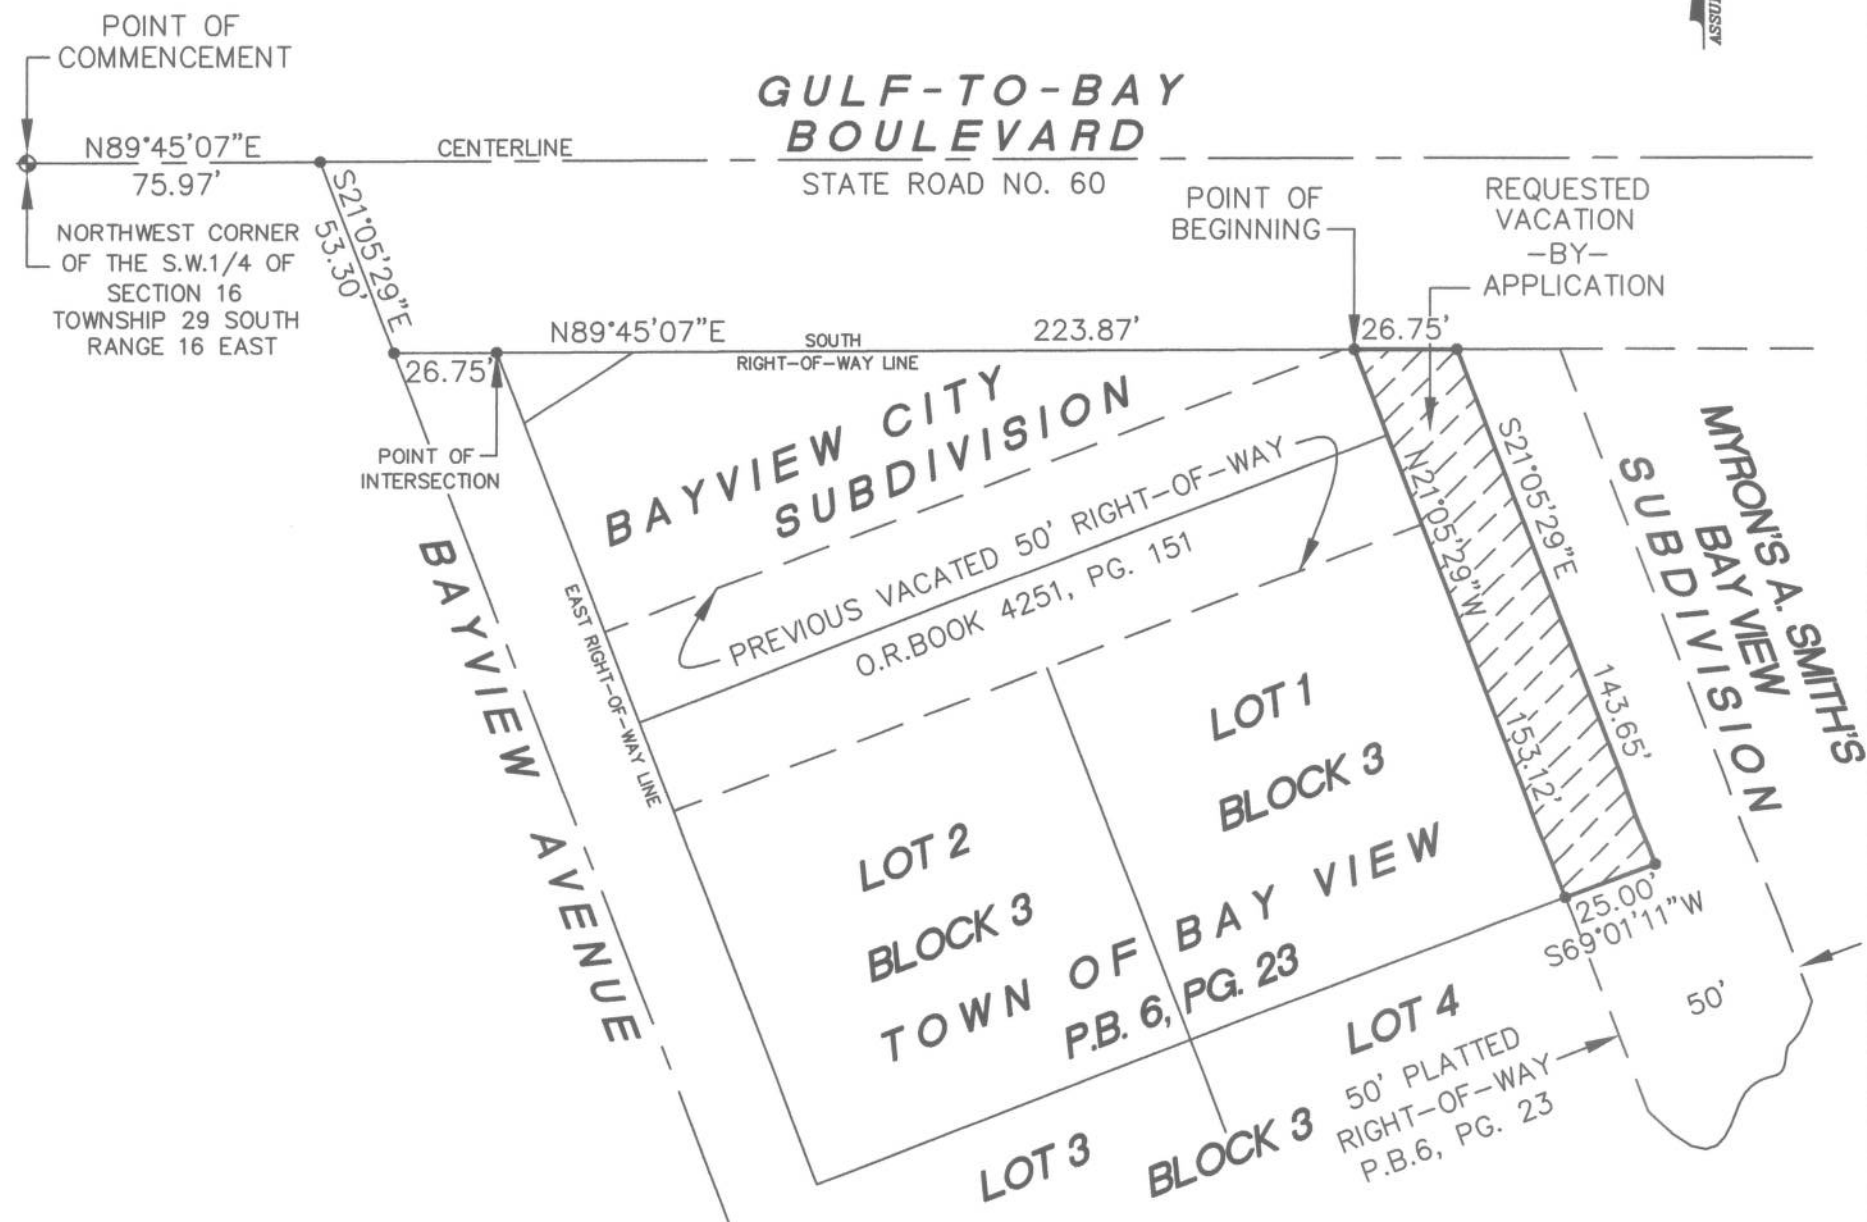 POINT OF
COMMENCEMENT
ASSU
GULF-TO-BAY
BOULEVARD
N89°45'07"E
CENTERLINE
75.97'
STATE ROAD NO. 60
NORTHWEST CORNER
OF THE S.W.1/4 OF
SECTION 16
TOWNSHIP 29 SOUTH
RANGE 16 EAST
S21°05'29"E
53.30'
POINT OF
BEGINNING
REQUESTED
VACATION
-BY-
APPLICATION
N89°45'07"E
SOUTH
RIGHT-OF-WAY LINE
223.87'
26.75'
26.75'
POINT OF
INTERSECTION
BAYVIEW CITY
SUBDIVISION
PREVIOUS VACATED 50' RIGHT-OF-WAY
O.R.BOOK 4251, PG. 151
EAST RIGHT-OF-WAY LINE
BAYVIEW AVENUE
N21°05'29"W
153.12'
S21°05'29"E
143.65'
MYRON'S A. SMITH'S
BAY VIEW
SUBDIVISION
LOT 1
BLOCK 3
LOT 2
BLOCK 3
TOWN OF BAY VIEW
P.B. 6, PG. 23
25.00'
S69°01'11"W
LOT 4
50' PLATTED
RIGHT-OF-WAY
P.B.6, PG. 23
50'
LOT 3
BLOCK 3